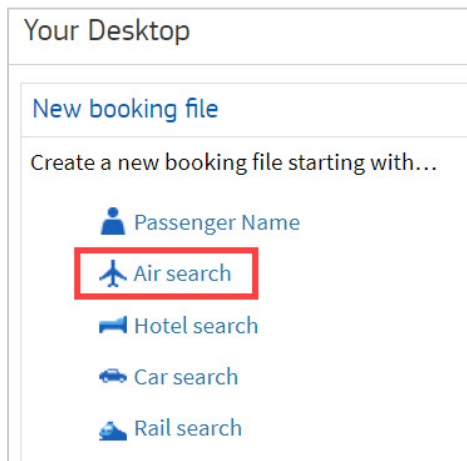 Your Desktop
New booking file
Create a new booking file starting with...
Passenger Name
Air search
Hotel search
Car search
Rail search